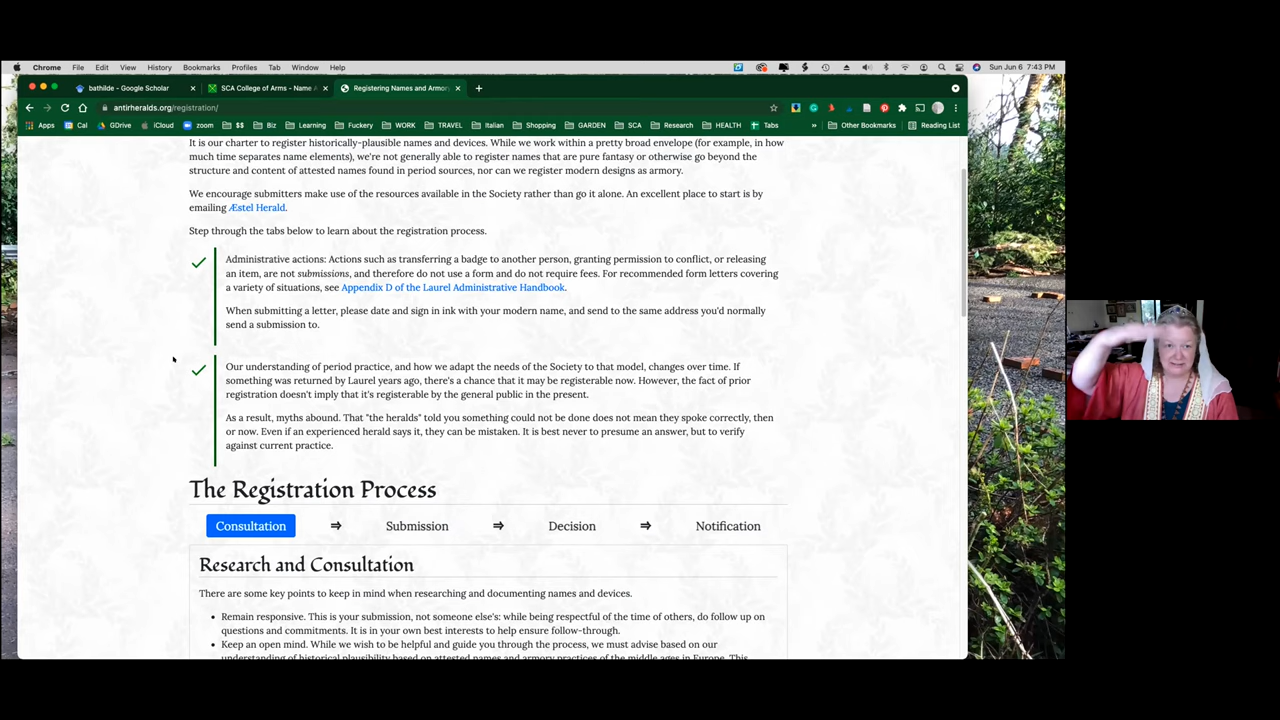 Chrome File Edit View History Bookmarks Profiles Tab Window Help Sun Jun 6 7:43 PM
bathilde - Google Scholar SCA College of Arms - Name A Registering Names and Armor
antirheralds.org/registration/
Apps Cal GDrive iCloud zoom $$ Biz Learning Fuckery WORK TRAVEL Italian Shopping GARDEN SCA Research HEALTH Tabs » Other Bookmarks Reading List
It is our charter to register historically-plausible names and devices. While we work within a pretty broad envelope (for example, in how
much time separates name elements), we're not generally able to register names that are pure fantasy or otherwise go beyond the
structure and content of attested names found in period sources, nor can we register modern designs as armory.
We encourage submitters make use of the resources available in the Society rather than go it alone. An excellent place to start is by
emailing Æstel Herald.
Step through the tabs below to learn about the registration process.
Administrative actions: Actions such as transferring a badge to another person, granting permission to conflict, or releasing
an item, are not submissions, and therefore do not use a form and do not require fees. For recommended form letters covering
a variety of situations, see Appendix D of the Laurel Administrative Handbook.
When submitting a letter, please date and sign in ink with your modern name, and send to the same address you'd normally
send a submission to.
Our understanding of period practice, and how we adapt the needs of the Society to that model, changes over time. If
something was returned by Laurel years ago, there's a chance that it may be registerable now. However, the fact of prior
registration doesn't imply that it's registerable by the general public in the present.
As a result, myths abound. That "the heralds" told you something could not be done does not mean they spoke correctly, then
or now. Even if an experienced herald says it, they can be mistaken. It is best never to presume an answer, but to verify
against current practice.
The Registration Process
Consultation ⇒ Submission ⇒ Decision ⇒ Notification
Research and Consultation
There are some key points to keep in mind when researching and documenting names and devices.
• Remain responsive. This is your submission, not someone else's: while being respectful of the time of others, do follow up on
questions and commitments. It is in your own best interests to help ensure follow-through.
• Keep an open mind. While we wish to be helpful and guide you through the process, we must advise based on our
understanding of historical plausibility based on attested names and armory practices of the middle ages in Europe. This